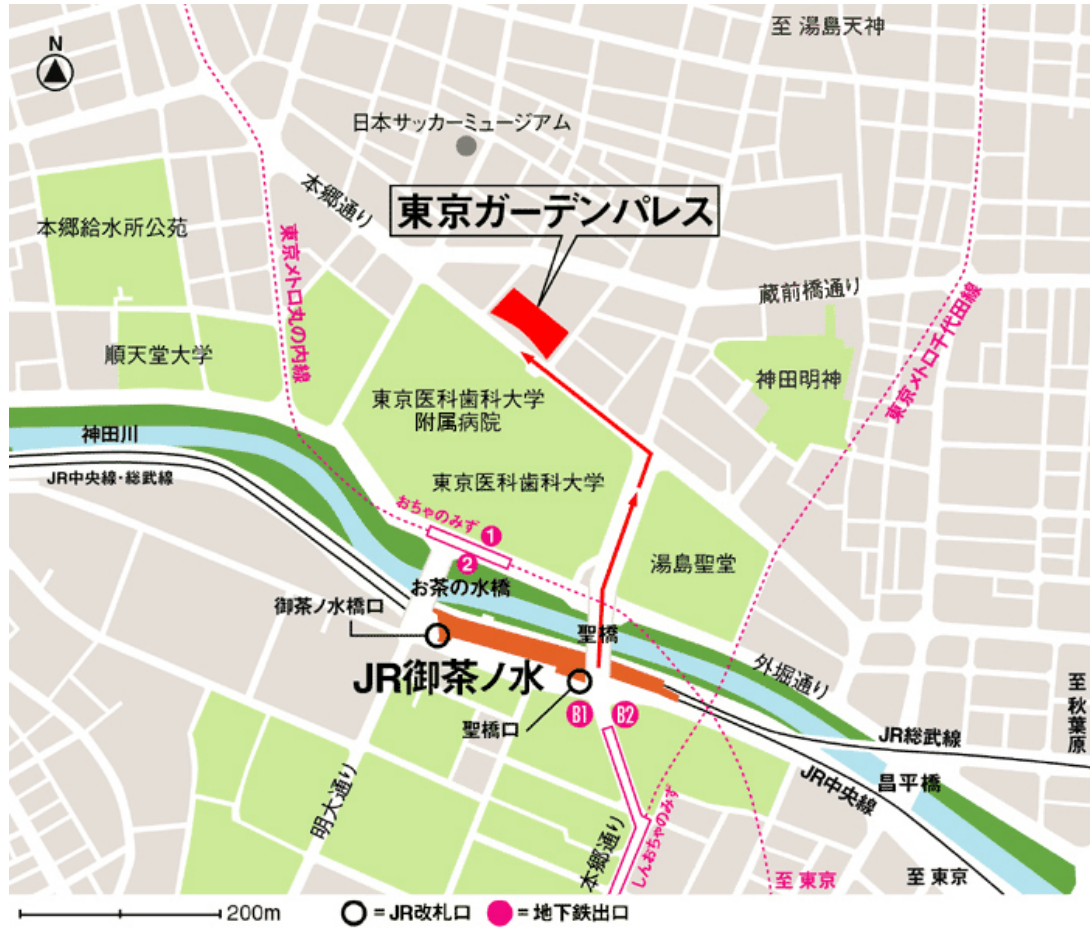 至 湯島天神
N
日本サッカーミュージアム
本郷通り
東京ガーデンパレス
本郷給水所公苑
東京メトロ丸の内線
蔵前橋通り
東京メトロ千代田線
順天堂大学
神田明神
東京医科歯科大学
附属病院
神田川
JR中央線・総武線
東京医科歯科大学
おちゃのみず
1
2
湯島聖堂
お茶の水橋
御茶ノ水橋口
聖橋
外堀通り
JR御茶ノ水
至 秋葉原
聖橋口
B1
B2
JR総武線
JR中央線
昌平橋
明大通り
本郷通り
しんおちゃのみず
至 東京
至 東京
200m
=JR改札口
=地下鉄出口